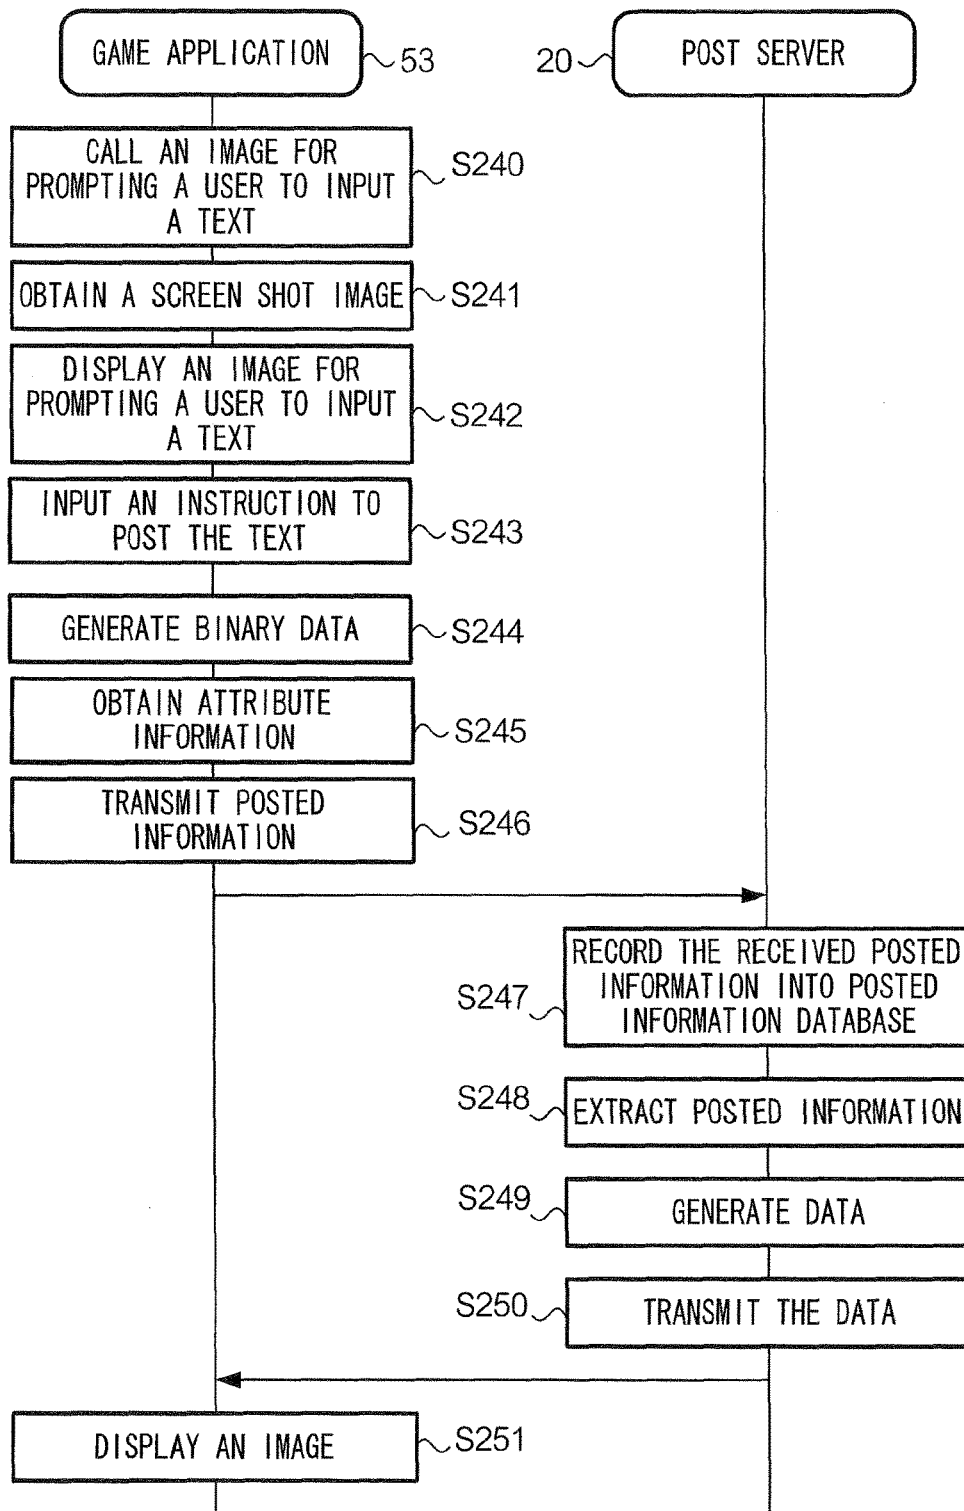 GAME APPLICATION
53
20
POST SERVER
CALL AN IMAGE FOR
PROMPTING A USER TO INPUT
A TEXT
S240
OBTAIN A SCREEN SHOT IMAGE
S241
DISPLAY AN IMAGE FOR
PROMPTING A USER TO INPUT
A TEXT
S242
INPUT AN INSTRUCTION TO
POST THE TEXT
S243
GENERATE BINARY DATA
S244
OBTAIN ATTRIBUTE
INFORMATION
S245
TRANSMIT POSTED
INFORMATION
S246
RECORD THE RECEIVED POSTED
INFORMATION INTO POSTED
INFORMATION DATABASE
S247
S248
EXTRACT POSTED INFORMATION
S249
GENERATE DATA
S250
TRANSMIT THE DATA
DISPLAY AN IMAGE
S251